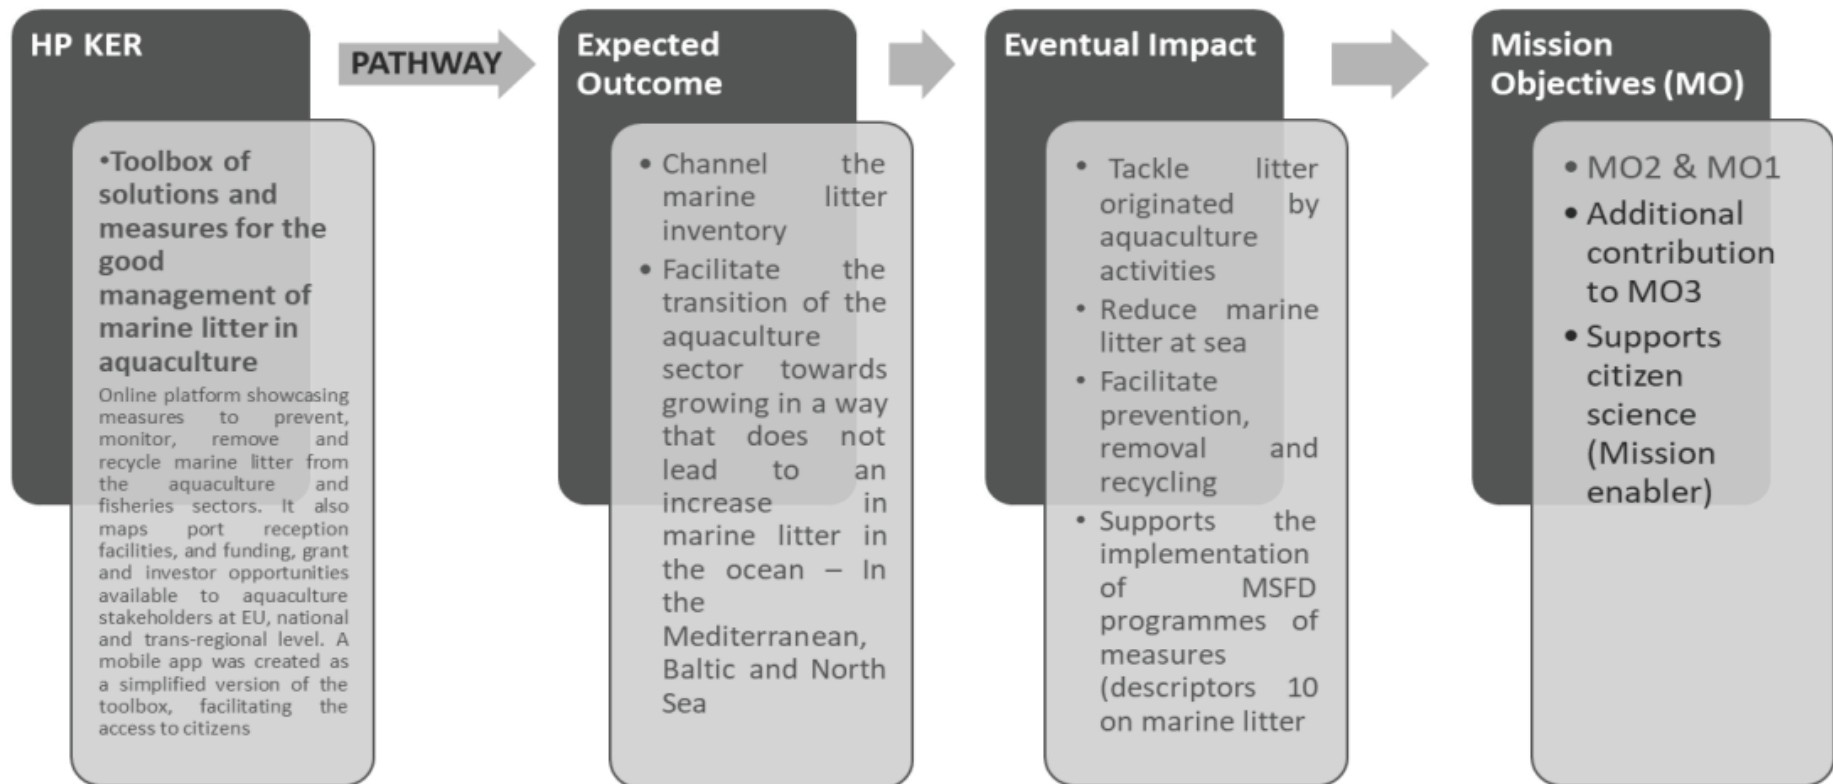 HP KER
PATHWAY
•Toolbox of
solutions and
measures for the
good
management of
marine litter in
aquaculture
Online platform showcasing
measures to prevent,
monitor, remove and
recycle marine litter from
the aquaculture and
fisheries sectors. It also
maps port reception
facilities, and funding, grant
and investor opportunities
available to aquaculture
stakeholders at EU, national
and trans-regional level. A
mobile app was created as
a simplified version of the
toolbox, facilitating the
access to citizens
Expected
Outcome
• Channel the
marine litter
inventory
• Facilitate the
transition of the
aquaculture
sector towards
growing in a way
that does not
lead to an
increase in
marine litter in
the ocean – In
the
Mediterranean,
Baltic and North
Sea
Eventual Impact
• Tackle litter
originated by
aquaculture
activities
• Reduce marine
litter at sea
• Facilitate
prevention,
removal and
recycling
• Supports the
implementation
of MSFD
programmes of
measures
(descriptors 10
on marine litter
Mission
Objectives (MO)
• MO2 & MO1
• Additional
contribution
to MO3
• Supports
citizen
science
(Mission
enabler)